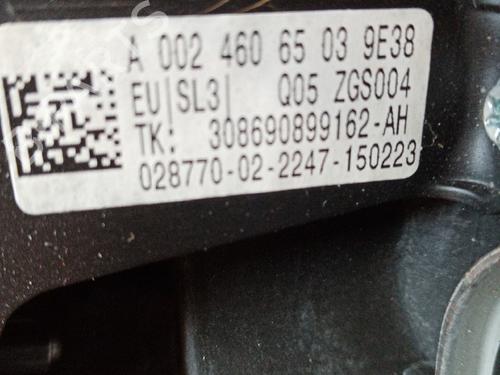 A 002 460 65 03 9E38
EU|SL3| Q05 ZGS004
TK: 308690899162-AH
028770-02-2247-150223